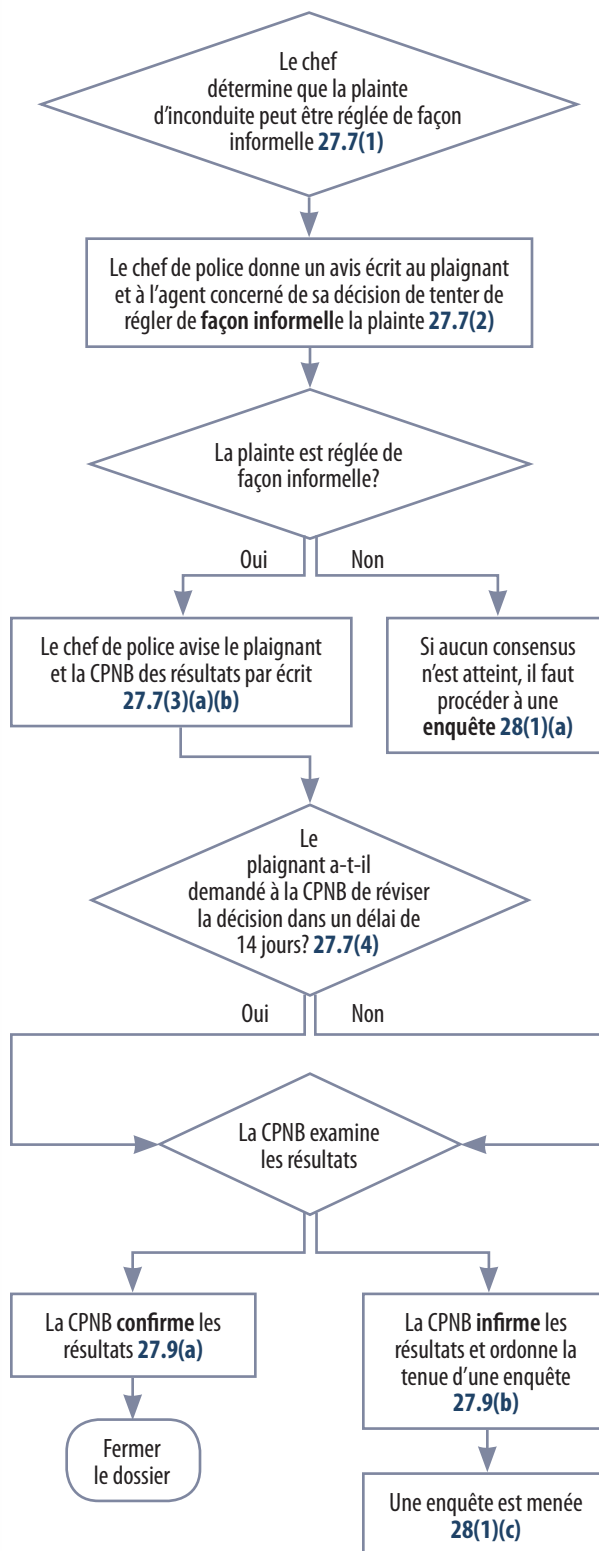 Le chef
détermine que la plainte
d’inconduite peut être réglée de façon
informelle 27.7(1)
Le chef de police donne un avis écrit au plaignant
et à l’agent concerné de sa décision de tenter de
régler de façon informelle la plainte 27.7(2)
La plainte est réglée de
façon informelle?
Oui
Non
Le chef de police avise le plaignant
et la CPNB des résultats par écrit
27.7(3)(a)(b)
Si aucun consensus
n’est atteint, il faut
procéder à une
enquête 28(1)(a)
Le
plaignant a-t-il
demandé à la CPNB de réviser
la décision dans un délai de
14 jours? 27.7(4)
Oui
Non
La CPNB examine
les résultats
La CPNB confirme les
résultats 27.9(a)
La CPNB infirme les
résultats et ordonne la
tenue d’une enquête
27.9(b)
Fermer
le dossier
Une enquête est menée
28(1)(c)